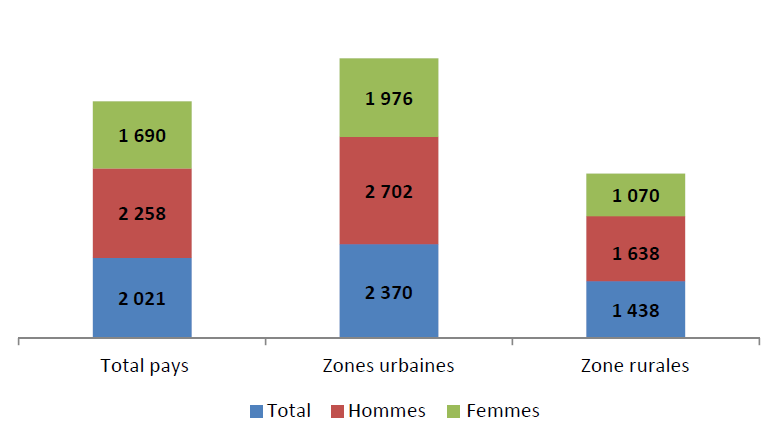 1 690
1 976
1 070
2 258
2 702
1 638
2 021
2 370
1 438
Total pays
Zones urbaines
Zone rurales
Total Hommes Femmes